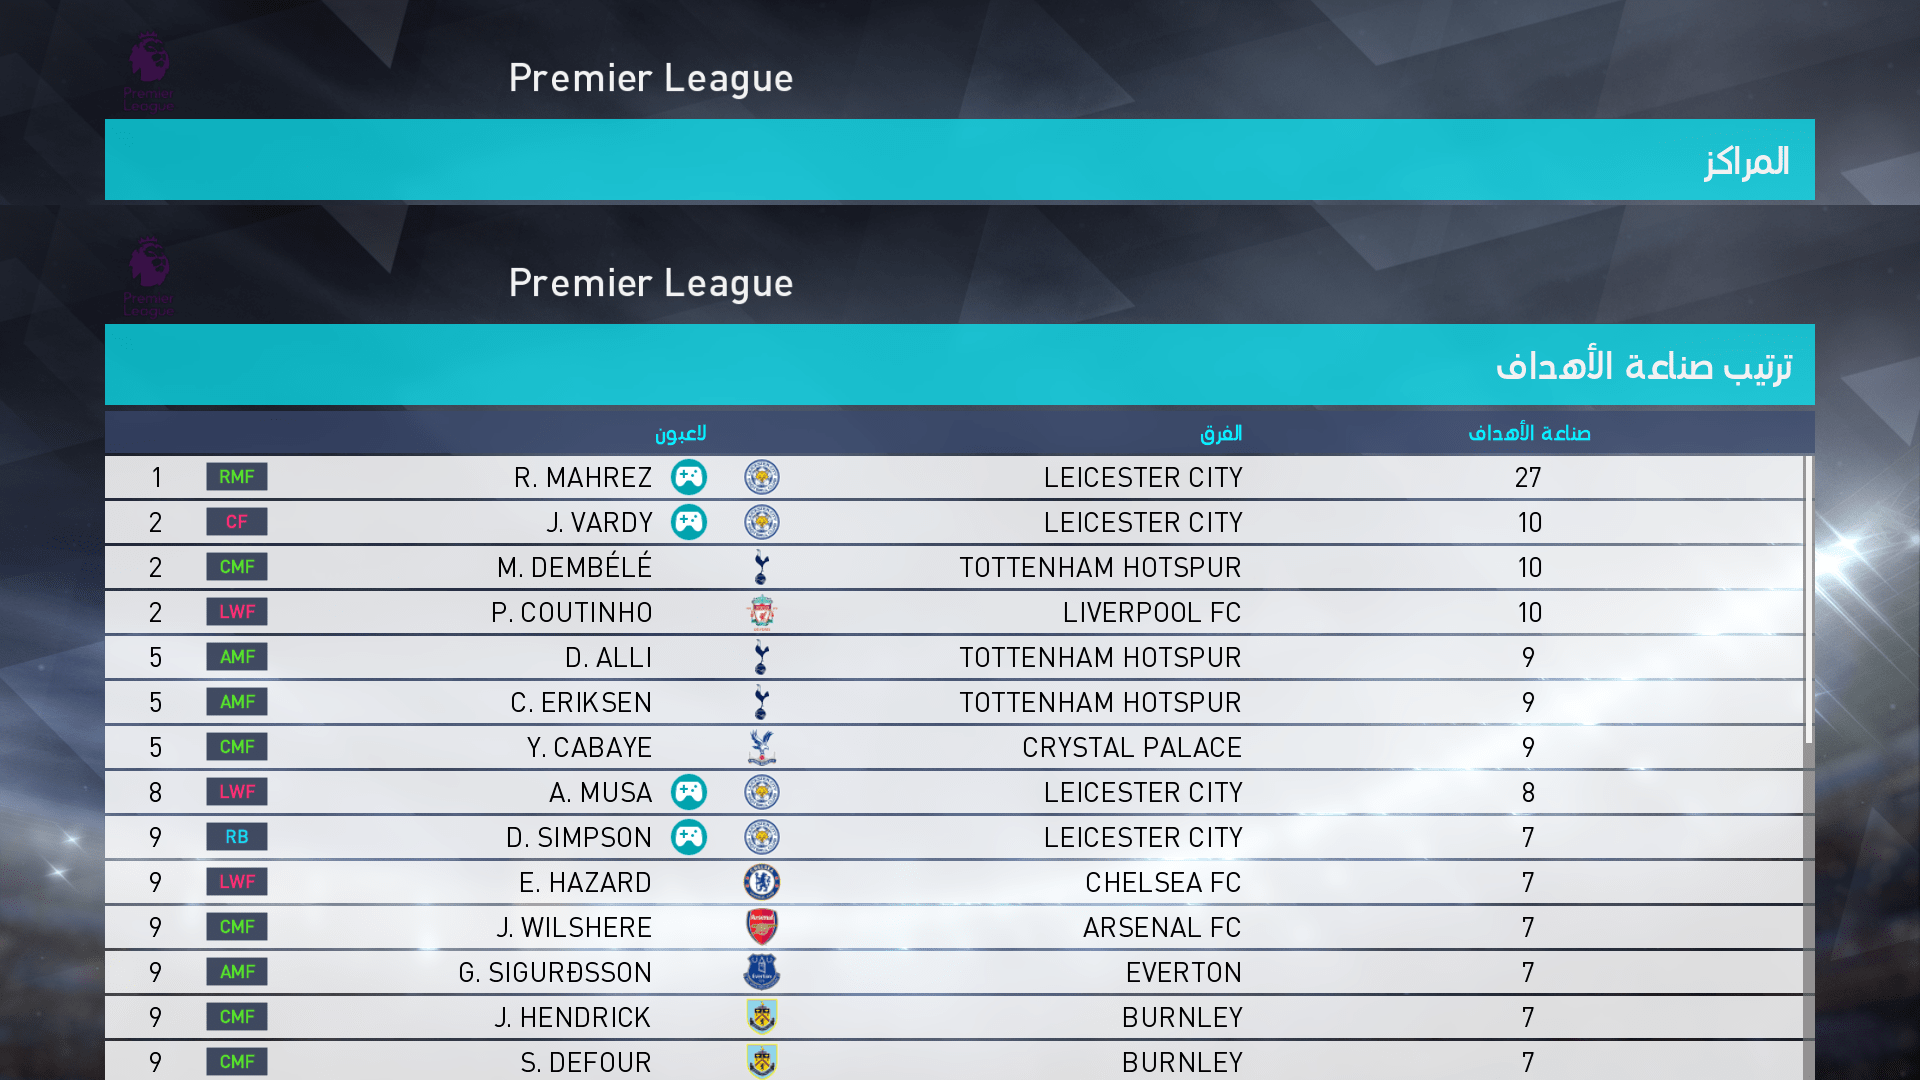 Premier League
Premier League
المراكز
Premier League
Premier League
ترتيب صناعة الأهداف
لاعبون الفرق صناعة الأهداف
1 RMF R. MAHREZ LEICESTER CITY 27
2 CF J. VARDY LEICESTER CITY 10
2 CMF M. DEMBÉLÉ TOTTENHAM HOTSPUR 10
2 LWF P. COUTINHO LIVERPOOL FC 10
5 AMF D. ALLI TOTTENHAM HOTSPUR 9
5 AMF C. ERIKSEN TOTTENHAM HOTSPUR 9
5 CMF Y. CABAYE CRYSTAL PALACE 9
8 LWF A. MUSA LEICESTER CITY 8
9 RB D. SIMPSON LEICESTER CITY 7
9 LWF E. HAZARD CHELSEA FC 7
9 CMF J. WILSHERE ARSENAL FC 7
9 AMF G. SIGURÐSSON EVERTON 7
9 CMF J. HENDRICK BURNLEY 7
9 CMF S. DEFOUR BURNLEY 7